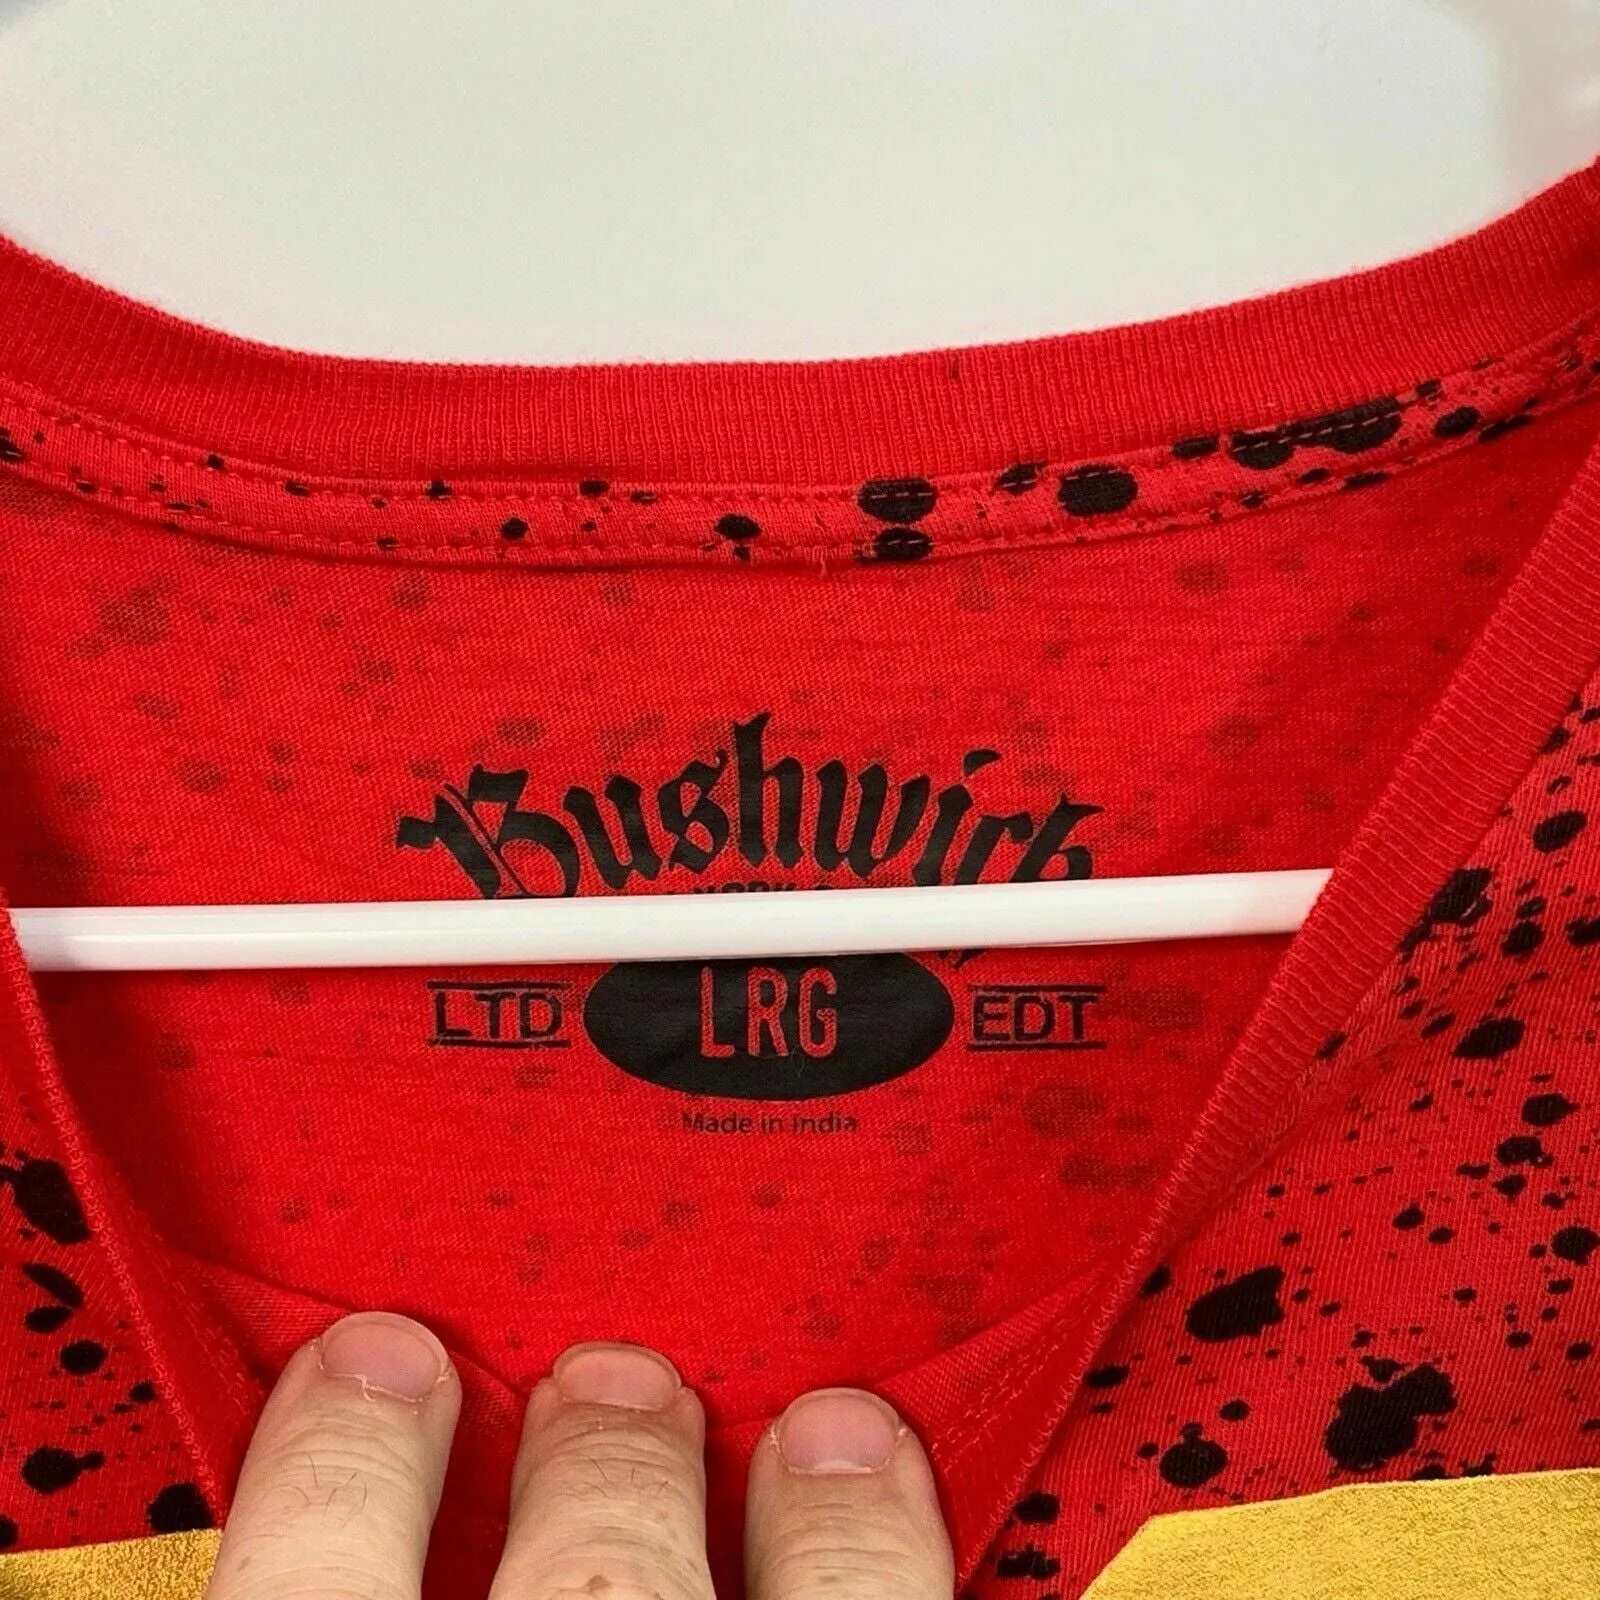 Bushwick
LTD LRG EDT
Made in India